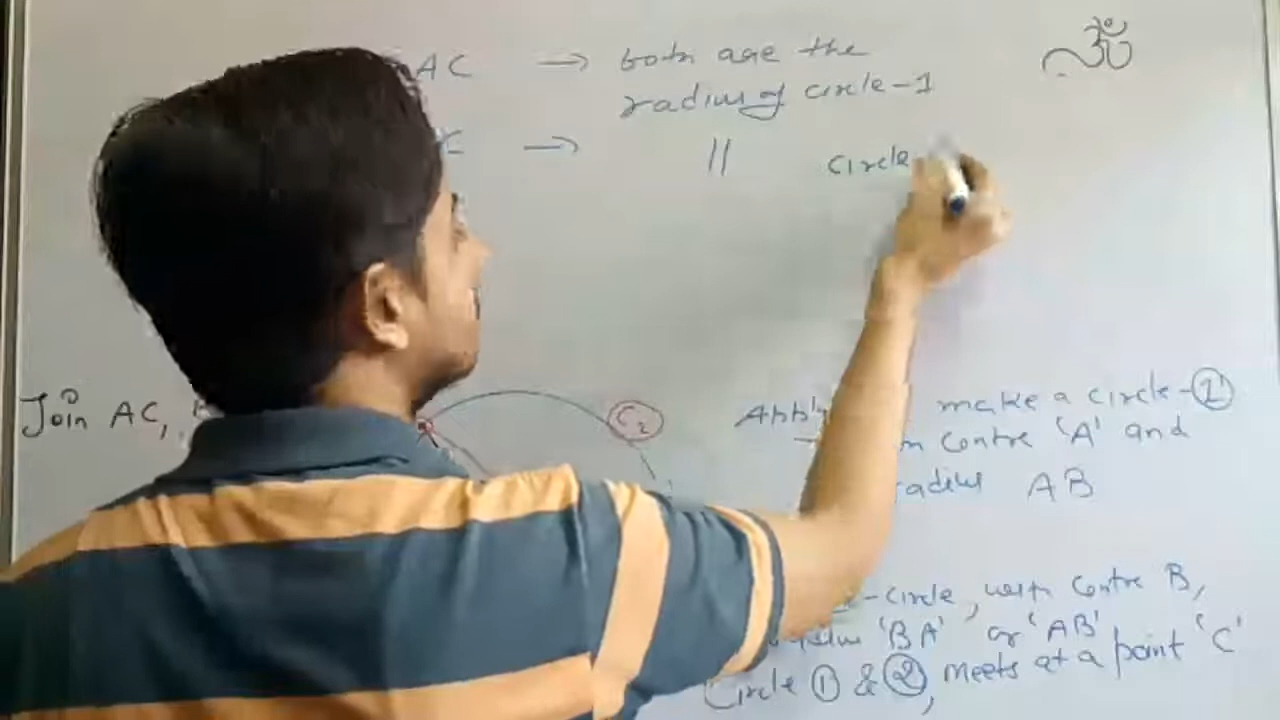 AC → both are the
radius of circle-1
→ 11 circle
ॐ
Join AC,
C2
make a circle-1
centre 'A' and
AB
-circle, with centre B,
'BA' or 'AB'
Circle 1 & 2, meets at a point 'C'